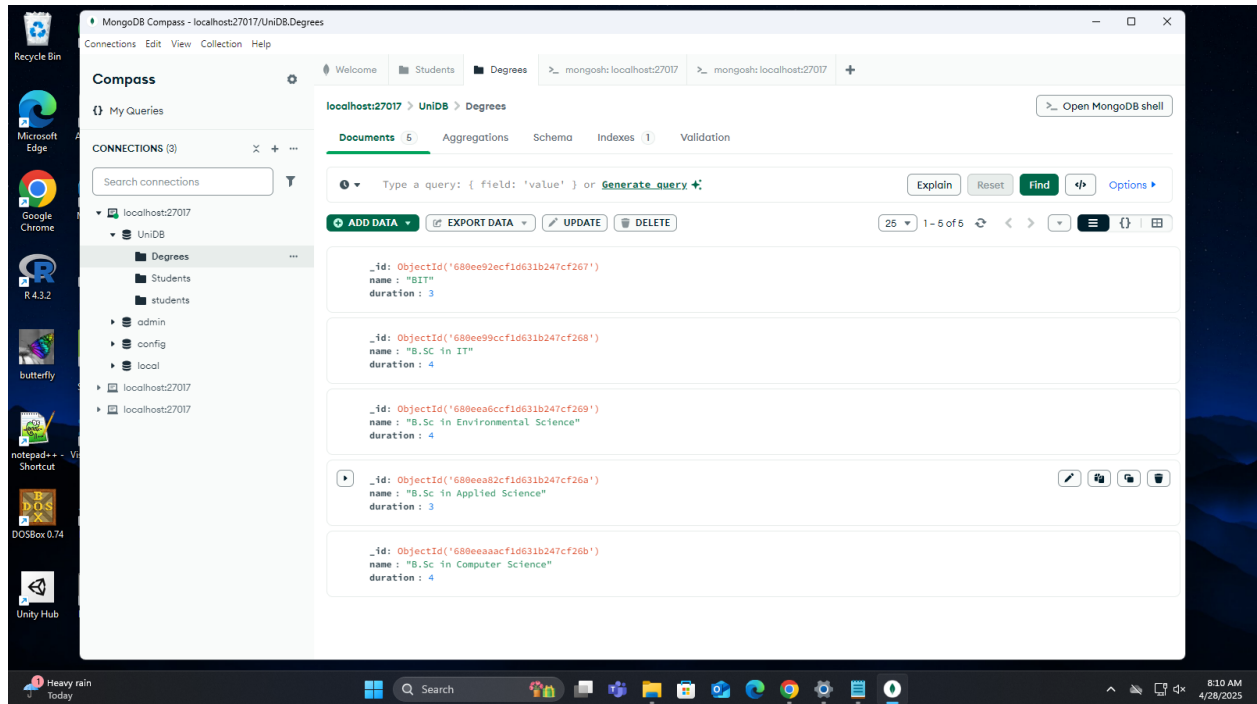 MongoDB Compass - localhost:27017/UniDB.Degrees
Connections Edit View Collection Help
Recycle Bin
Microsoft Edge
Google Chrome
R 4.3.2
butterfly
notepad++ - Shortcut
DOSBox 0.74
Unity Hub
Compass
{} My Queries
CONNECTIONS (3)
Search connections
localhost:27017
UniDB
Degrees
Students
students
admin
config
local
localhost:27017
localhost:27017
Welcome Students Degrees >_ mongosh: localhost:27017 >_ mongosh: localhost:27017
localhost:27017 > UniDB > Degrees
>_ Open MongoDB shell
Documents 5 Aggregations Schema Indexes 1 Validation
Type a query: { field: 'value' } or Generate query
Explain Reset Find </> Options
ADD DATA EXPORT DATA UPDATE DELETE
25 1 – 5 of 5 {}
_id: ObjectId('680ee92ecf1d631b247cf267')
name : "BIT"
duration : 3
_id: ObjectId('680ee99ccf1d631b247cf268')
name : "B.SC in IT"
duration : 4
_id: ObjectId('680eea6ccf1d631b247cf269')
name : "B.Sc in Environmental Science"
duration : 4
_id: ObjectId('680eea82cf1d631b247cf26a')
name : "B.Sc in Applied Science"
duration : 3
_id: ObjectId('680eeaaacf1d631b247cf26b')
name : "B.Sc in Computer Science"
duration : 4
1
Heavy rain
Today
Search
8:10 AM
4/28/2025